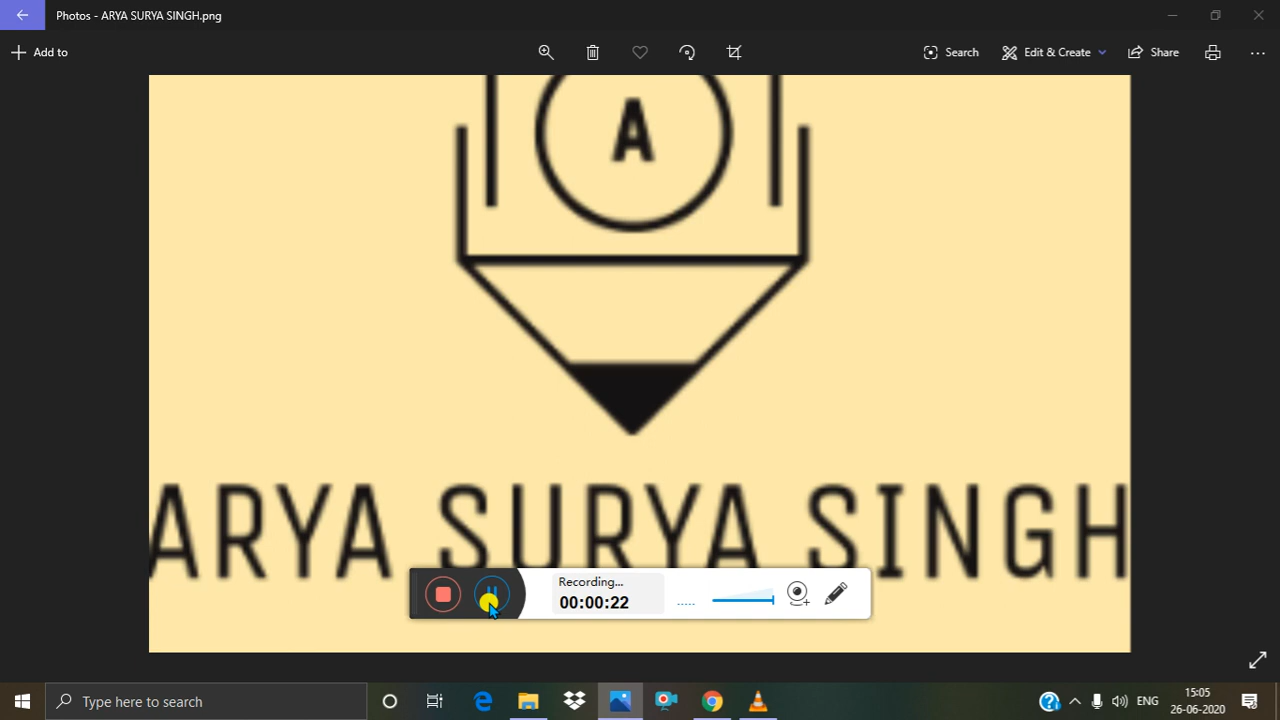 Photos - ARYA SURYA SINGH.png
Add to
Search
Edit & Create
Share
A
ARYA SURYA SINGH
Recording...
00:00:22
Type here to search
ENG
15:05
26-06-2020